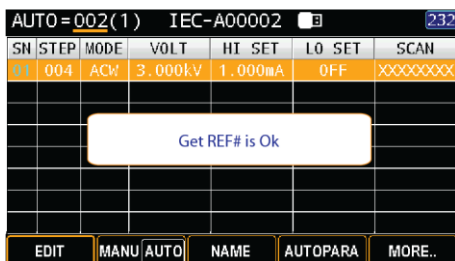 AUTO=002(1) IEC-A00002 232
SN STEP MODE VOLT HI SET LO SET SCAN
01 004 ACW 3.000kV 1.000mA OFF XXXXXXXX
Get REF# is Ok
EDIT MANU AUTO NAME AUTOPARA MORE..